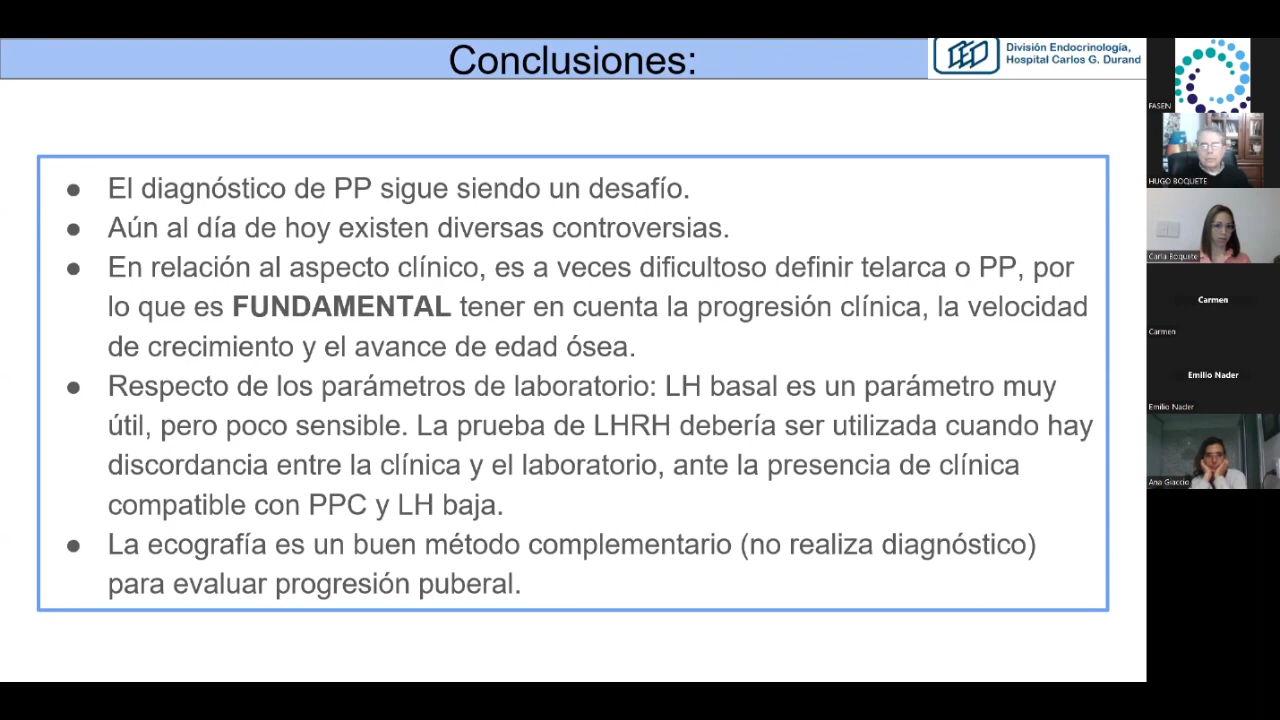 Conclusiones:
División Endocrinología,
Hospital Carlos G. Durand
● El diagnóstico de PP sigue siendo un desafío.
● Aún al día de hoy existen diversas controversias.
● En relación al aspecto clínico, es a veces dificultoso definir telarca o PP, por
lo que es FUNDAMENTAL tener en cuenta la progresión clínica, la velocidad
de crecimiento y el avance de edad ósea.
● Respecto de los parámetros de laboratorio: LH basal es un parámetro muy
útil, pero poco sensible. La prueba de LHRH debería ser utilizada cuando hay
discordancia entre la clínica y el laboratorio, ante la presencia de clínica
compatible con PPC y LH baja.
● La ecografía es un buen método complementario (no realiza diagnóstico)
para evaluar progresión puberal.
FASEN
HUGO BOQUETE
Carla Boquete
Carmen
Carmen
Emilio Nader
Emilio Nader
Ana Giaccio